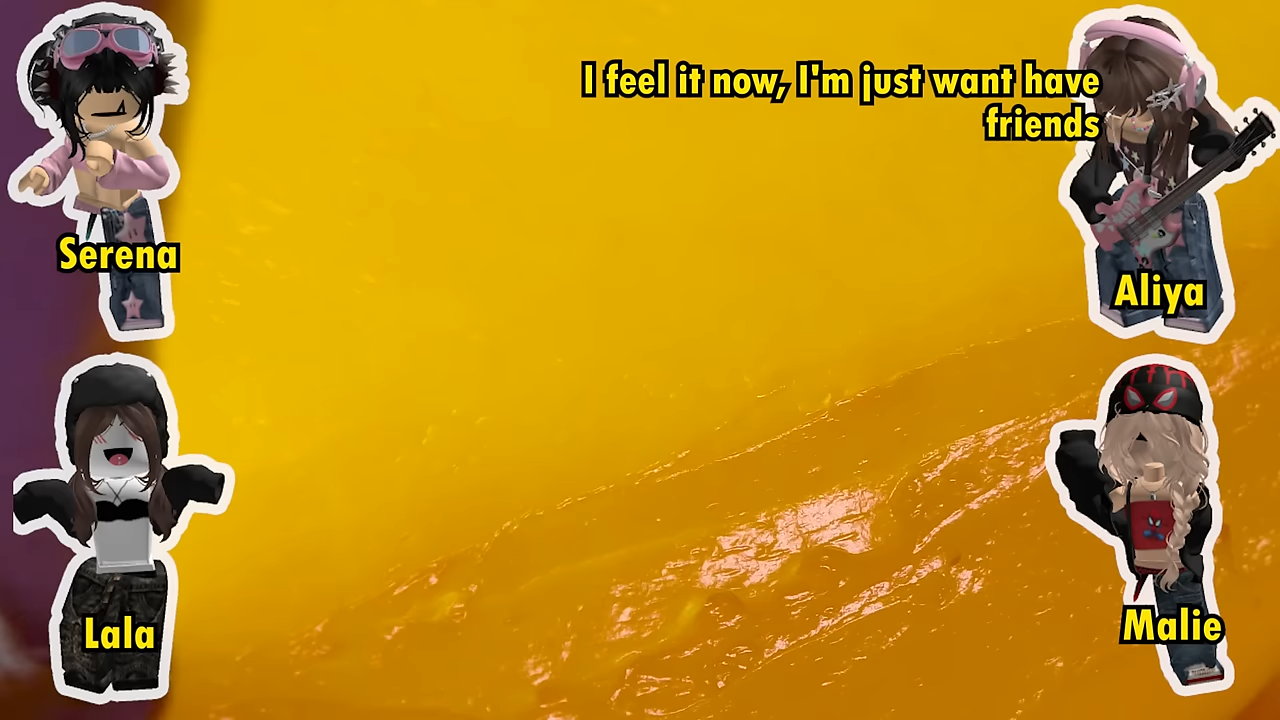 I feel it now, I'm just want have
friends
Serena
Aliya
Lala
Malie